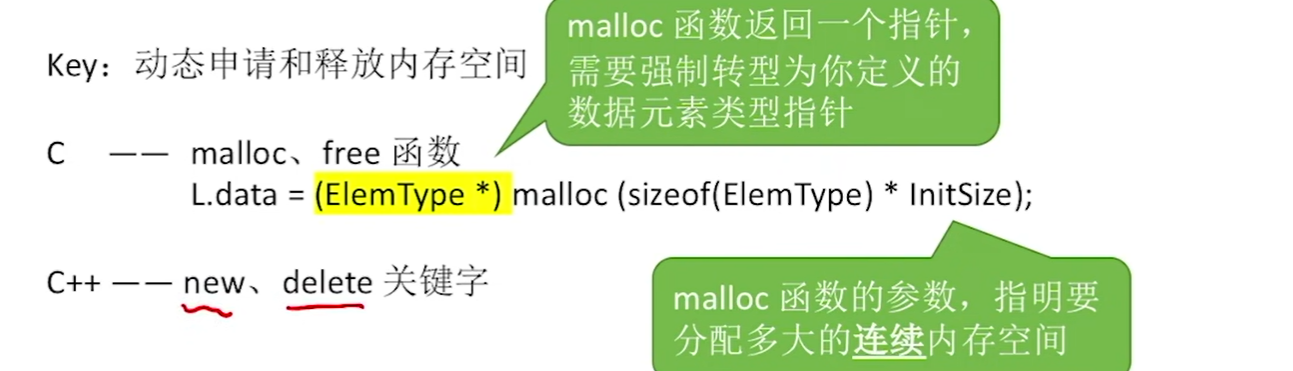 malloc 函数返回一个指针，
需要强制转型为你定义的
数据元素类型指针
Key：动态申请和释放内存空间
C —— malloc、free 函数
L.data = (ElemType *) malloc (sizeof(ElemType) * InitSize);
C++ —— new、delete 关键字
malloc 函数的参数，指明要
分配多大的连续内存空间